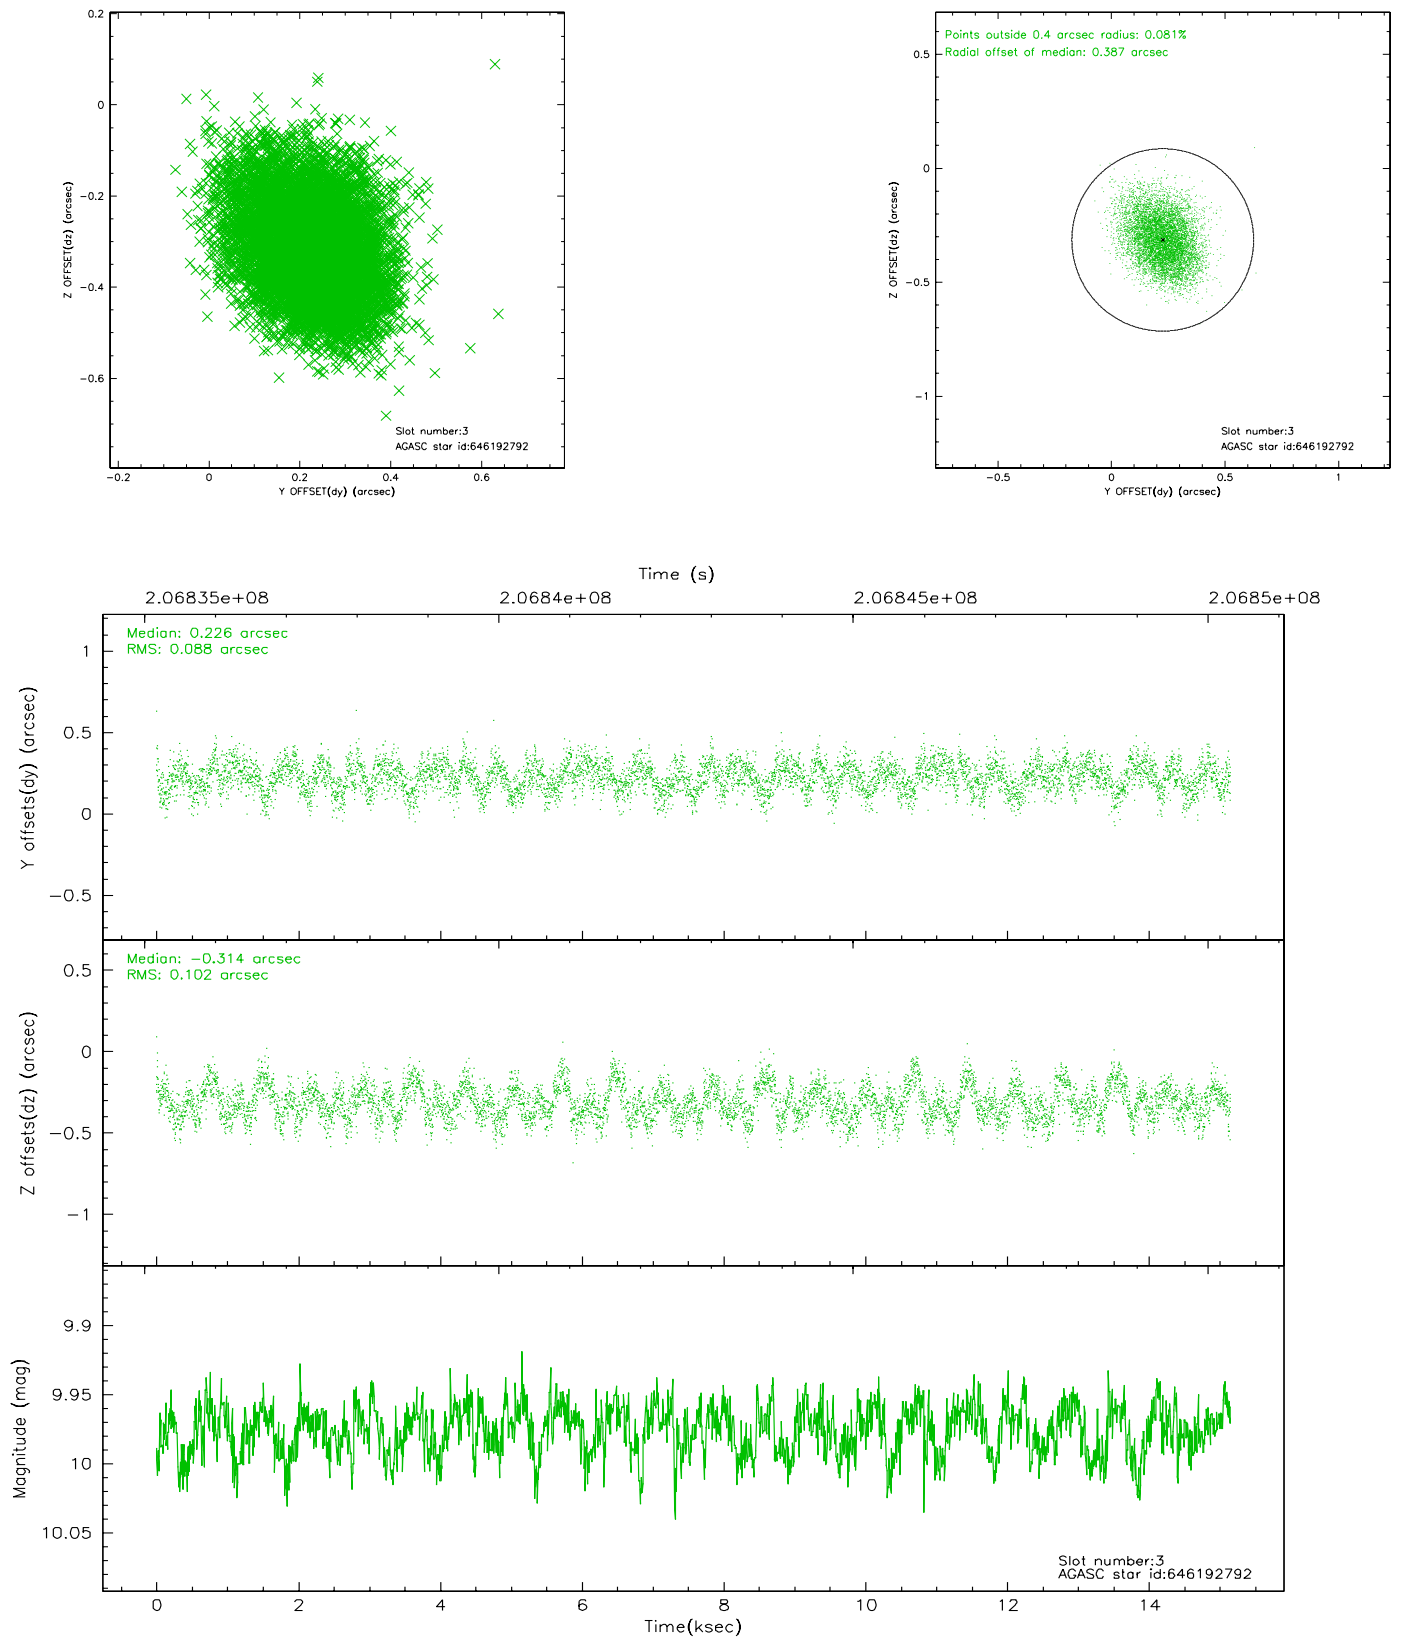 0.2
0
−0.2
−0.4
−0.6
Z OFFSET(dz) (arcsec)
Slot number:3
AGASC star id:646192792
−0.2
0
0.2
0.4
0.6
Y OFFSET(dy) (arcsec)
Points outside 0.4 arcsec radius: 0.081%
Radial offset of median: 0.387 arcsec
0.5
0
−0.5
−1
Z OFFSET(dz) (arcsec)
Slot number:3
AGASC star id:646192792
−0.5
0
0.5
1
Y OFFSET(dy) (arcsec)
Time (s)
2.06835e+08
2.0684e+08
2.06845e+08
2.0685e+08
Median: 0.226 arcsec
RMS: 0.088 arcsec
1
0.5
0
−0.5
Y offsets(dy) (arcsec)
Median: −0.314 arcsec
RMS: 0.102 arcsec
0.5
0
−0.5
−1
Z offsets(dz) (arcsec)
9.9
9.95
10
10.05
Magnitude (mag)
Slot number:3
AGASC star id:646192792
0
2
4
6
8
10
12
14
Time(ksec)